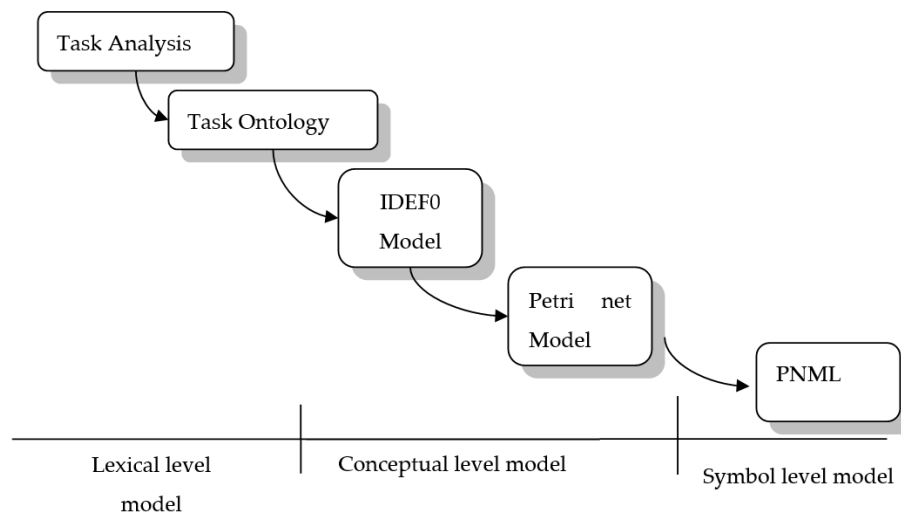 Task Analysis
Task Ontology
IDEF0
Model
Petri net
Model
PNML
Lexical level
model
Conceptual level model
Symbol level model